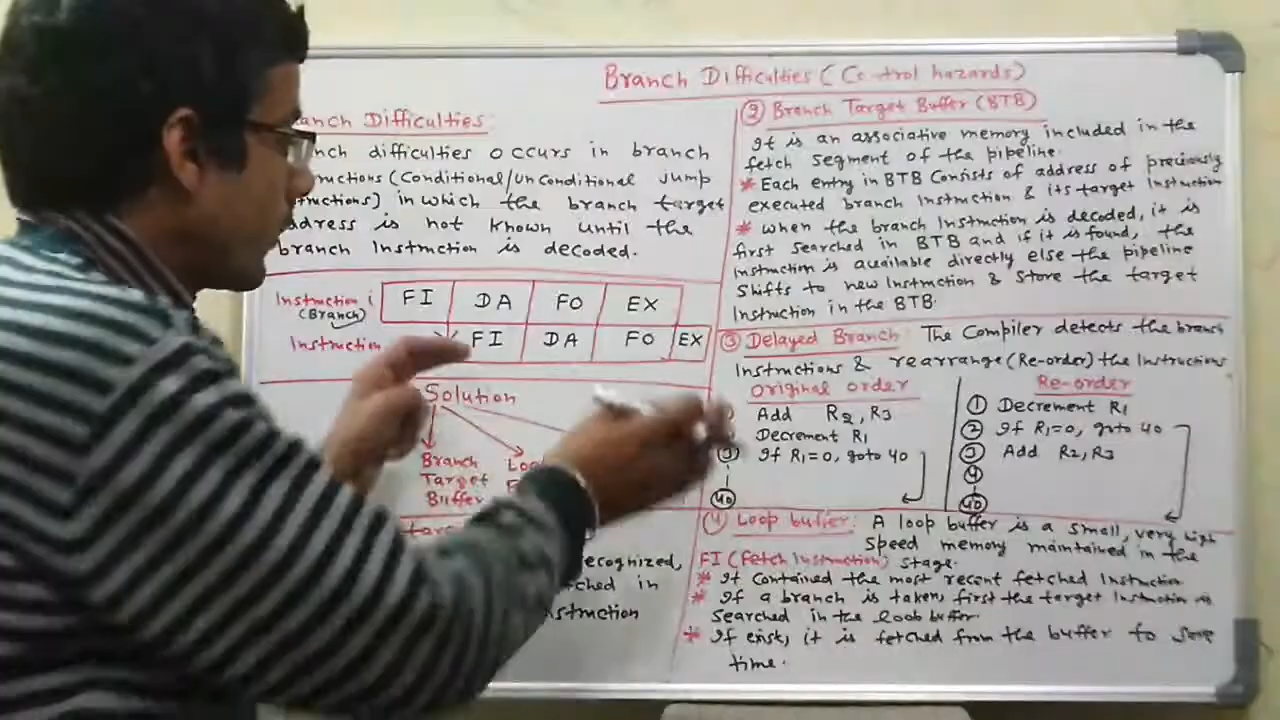 Branch Difficulties (Control hazards)
anch Difficulties:
nch difficulties occurs in branch
ructions (Conditional/Unconditional jump
tructions) in which the branch target
ddress is not known until the
branch Instruction is decoded.
Instruction i FI DA FO EX
(Branch)
Instruction FI DA FO EX
Solution
Branch
Target
Buffer
ecognized,
ched in
nstruction
② Branch Target Buffer (BTB)
It is an associative memory included in the
fetch segment of the pipeline.
* Each entry in BTB Consists of address of previously
executed branch Instruction & its target Instruction
* when the branch Instruction is decoded, it is
first searched in BTB and if it is found, the
instruction is available directly else the pipeline
shifts to new Instruction & store the target
Instruction in the BTB.
③ Delayed Branch: The Compiler detects the branch
Instructions & rearrange (Re-order) the Instructions
Original order
Add R2, R3
Decrement R1
③ If R1=0, goto 40
40
Re-order
① Decrement R1
② If R1=0, goto 40
③ Add R2, R3
④
40
④ Loop buffer: A loop buffer is a small, very high
speed memory maintained in the
FI (Fetch Instruction) stage.
* It contained the most recent fetched Instruction
* If a branch is taken, first the target Instruction is
searched in the loob buffer.
* If exist, it is fetched from the buffer to save
time.